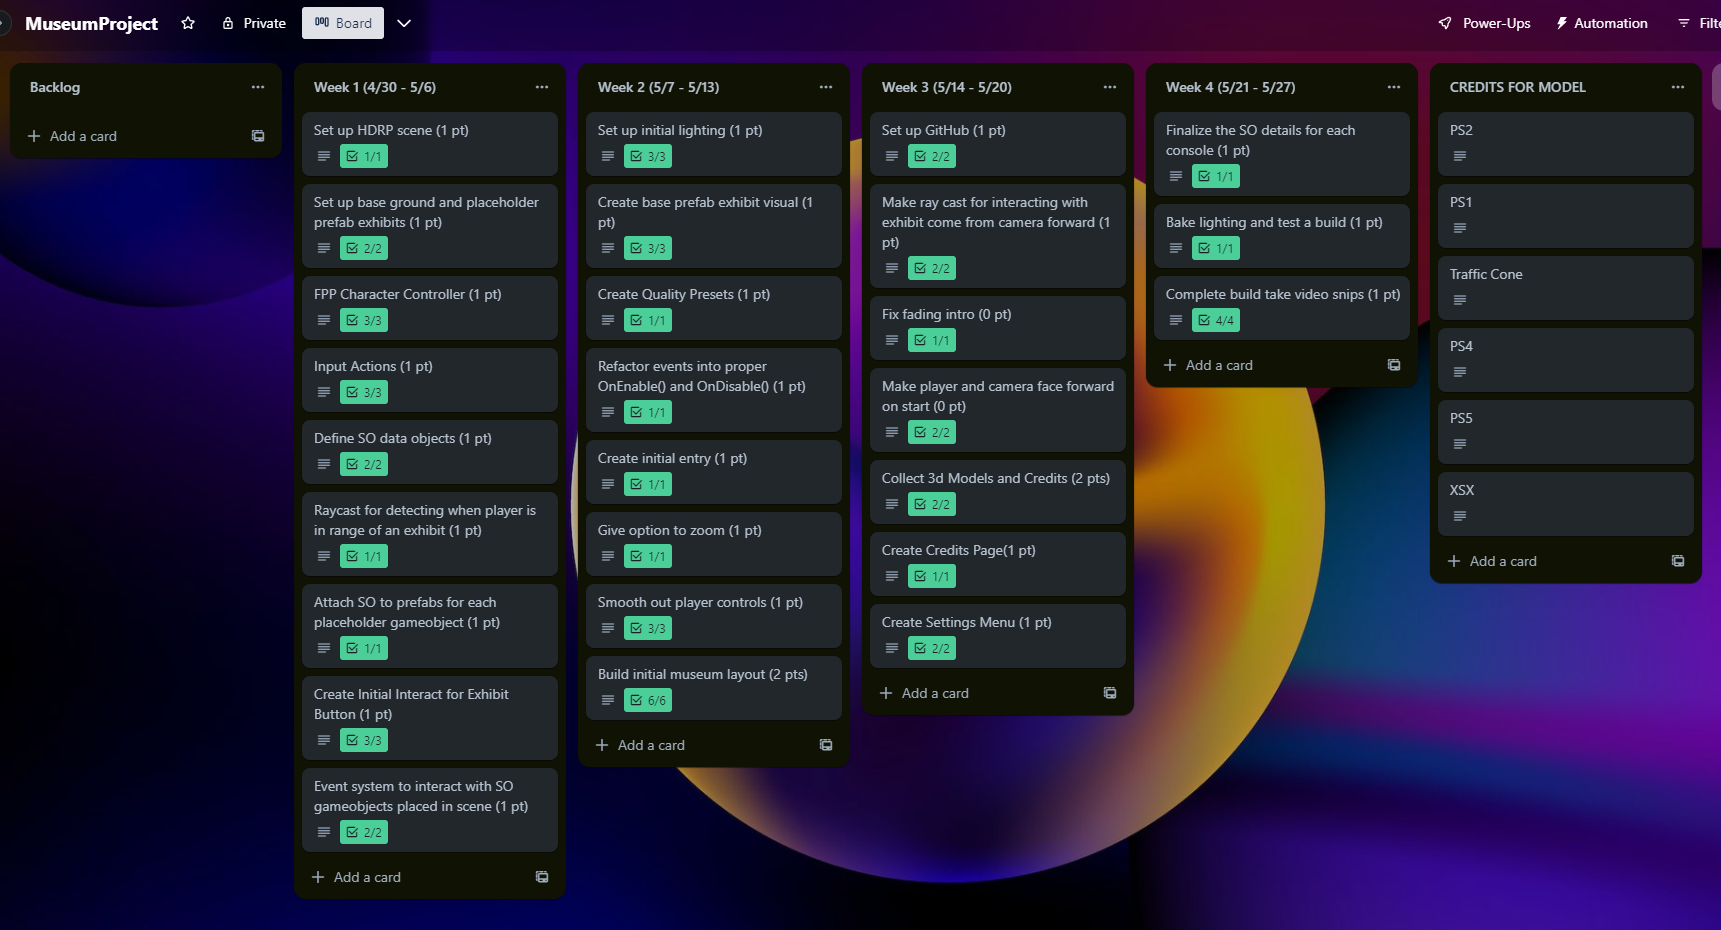 MuseumProject
Private
Board
Power-Ups
Automation
Filte
Backlog
Add a card
Week 1 (4/30 - 5/6)
Set up HDRP scene (1 pt)
1/1
Set up base ground and placeholder
prefab exhibits (1 pt)
2/2
FPP Character Controller (1 pt)
3/3
Input Actions (1 pt)
3/3
Define SO data objects (1 pt)
2/2
Raycast for detecting when player is
in range of an exhibit (1 pt)
1/1
Attach SO to prefabs for each
placeholder gameobject (1 pt)
1/1
Create Initial Interact for Exhibit
Button (1 pt)
3/3
Event system to interact with SO
gameobjects placed in scene (1 pt)
2/2
Add a card
Week 2 (5/7 - 5/13)
Set up initial lighting (1 pt)
3/3
Create base prefab exhibit visual (1
pt)
3/3
Create Quality Presets (1 pt)
1/1
Refactor events into proper
OnEnable() and OnDisable() (1 pt)
1/1
Create initial entry (1 pt)
1/1
Give option to zoom (1 pt)
1/1
Smooth out player controls (1 pt)
3/3
Build initial museum layout (2 pts)
6/6
Add a card
Week 3 (5/14 - 5/20)
Set up GitHub (1 pt)
2/2
Make ray cast for interacting with
exhibit come from camera forward (1
pt)
2/2
Fix fading intro (0 pt)
1/1
Make player and camera face forward
on start (0 pt)
2/2
Collect 3d Models and Credits (2 pts)
2/2
Create Credits Page(1 pt)
1/1
Create Settings Menu (1 pt)
2/2
Add a card
Week 4 (5/21 - 5/27)
Finalize the SO details for each
console (1 pt)
1/1
Bake lighting and test a build (1 pt)
1/1
Complete build take video snips (1 pt)
4/4
Add a card
CREDITS FOR MODEL
PS2
PS1
Traffic Cone
PS4
PS5
XSX
Add a card